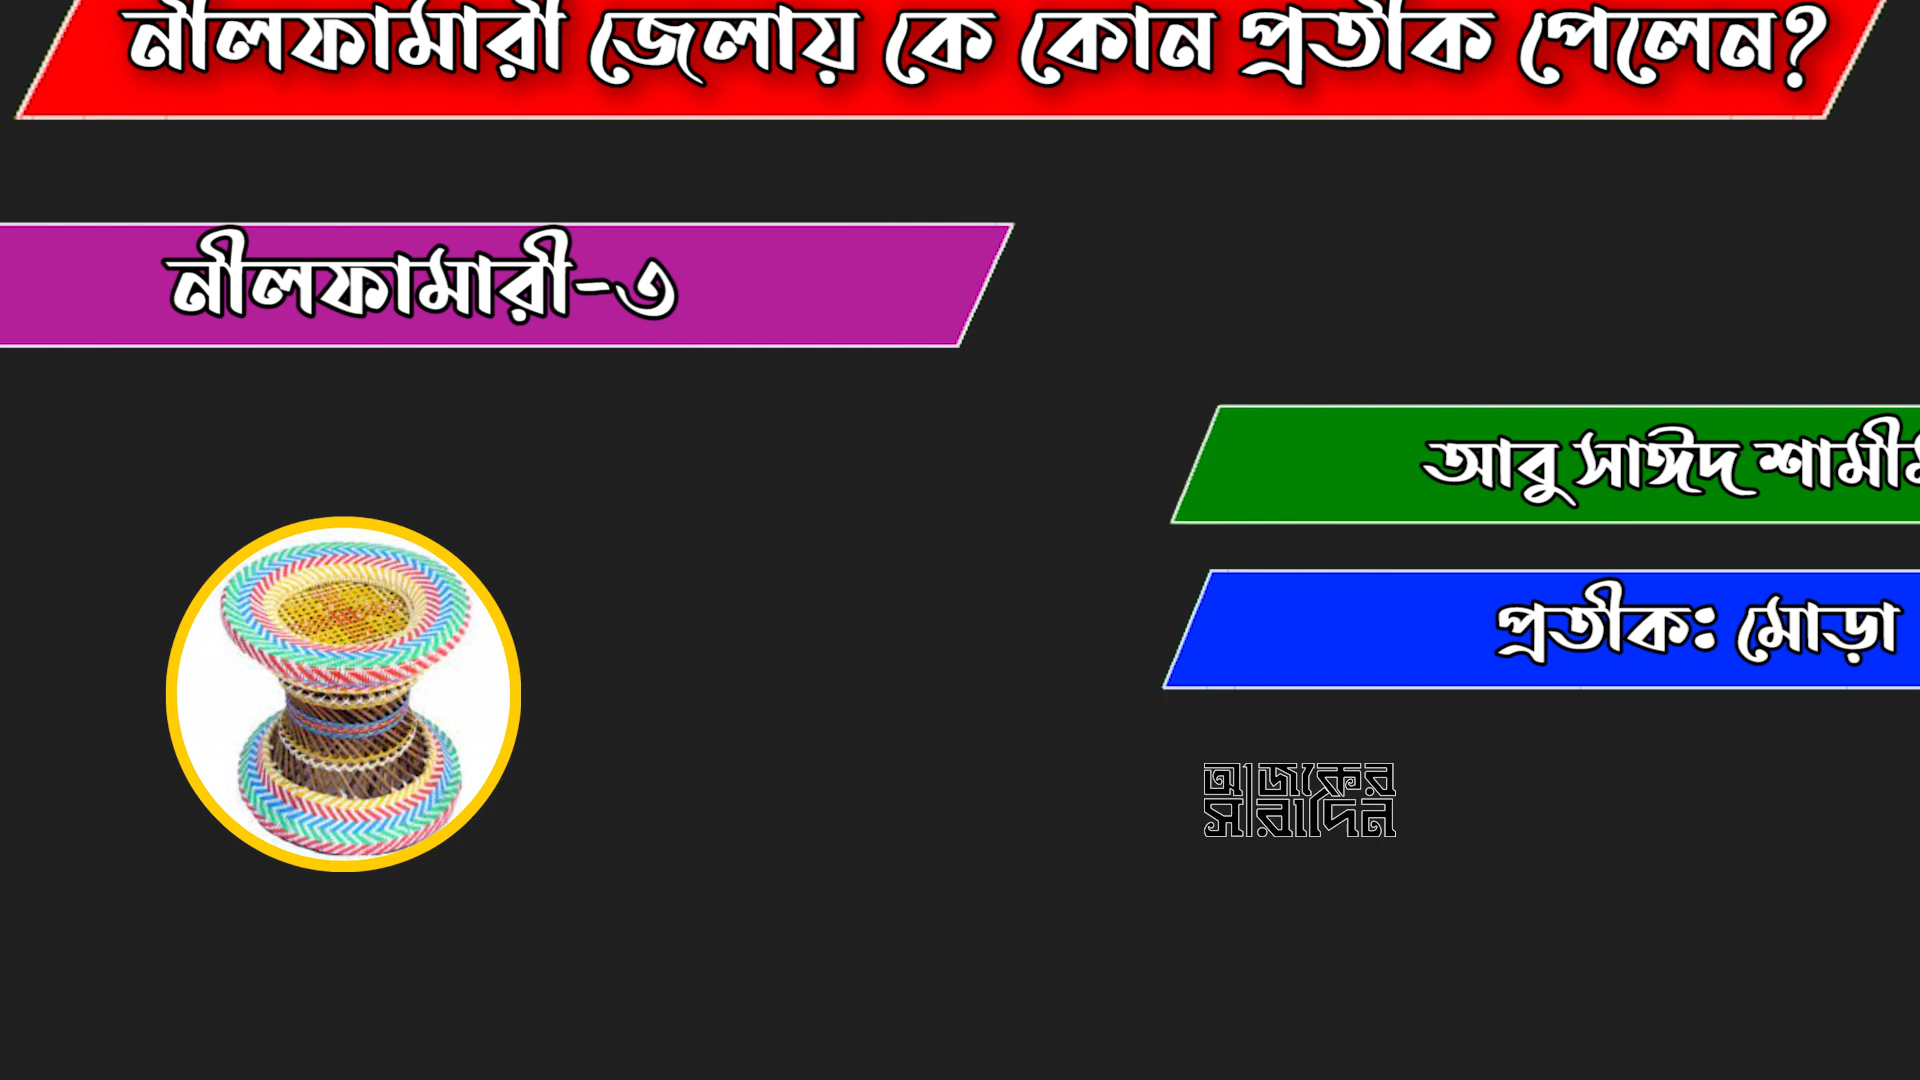 নীলফামারী জেলায় কে কোন প্রতীক পেলেন?
নীলফামারী-৩
আবু সাঈদ শামীম
প্রতীক: মোড়া
আজকের
সারাদিন